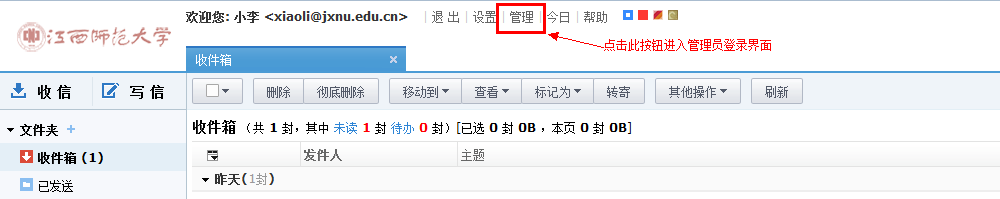 欢迎您: 小李 <xiaoli@jxnu.edu.cn> | 退 出 | 设置 | 管理 | 今日 | 帮助
江西师范大学
点击此按钮进入管理员登录界面
收件箱 ×
收 信 写 信
删除 彻底删除 移动到 查看 标记为 转寄 其他操作 刷新
文件夹 +
收件箱 （共 1 封，其中 未读 1 封 待办 0 封）[已选 0 封 0B ，本页 0 封 0B]
收件箱 (1)
发件人 主题
已发送
昨天(1封)